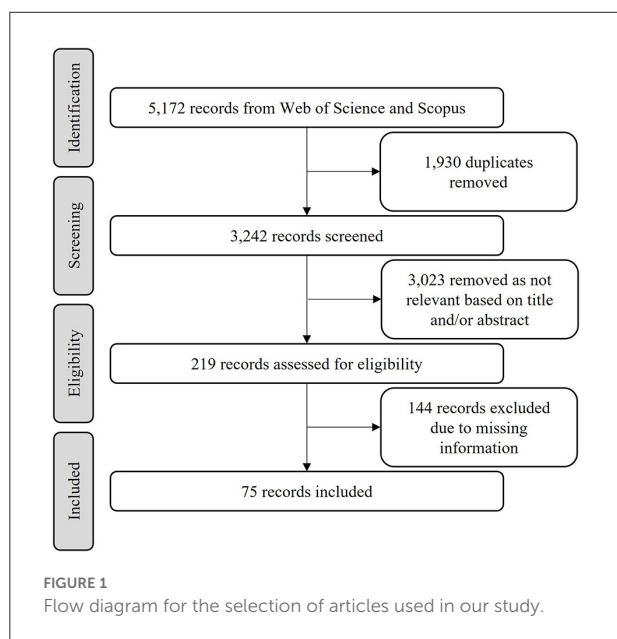 Identification
5,172 records from Web of Science and Scopus
1,930 duplicates
removed
Screening
3,242 records screened
3,023 removed as not
relevant based on title
and/or abstract
Eligibility
219 records assessed for eligibility
144 records excluded
due to missing
information
Included
75 records included
FIGURE 1
Flow diagram for the selection of articles used in our study.